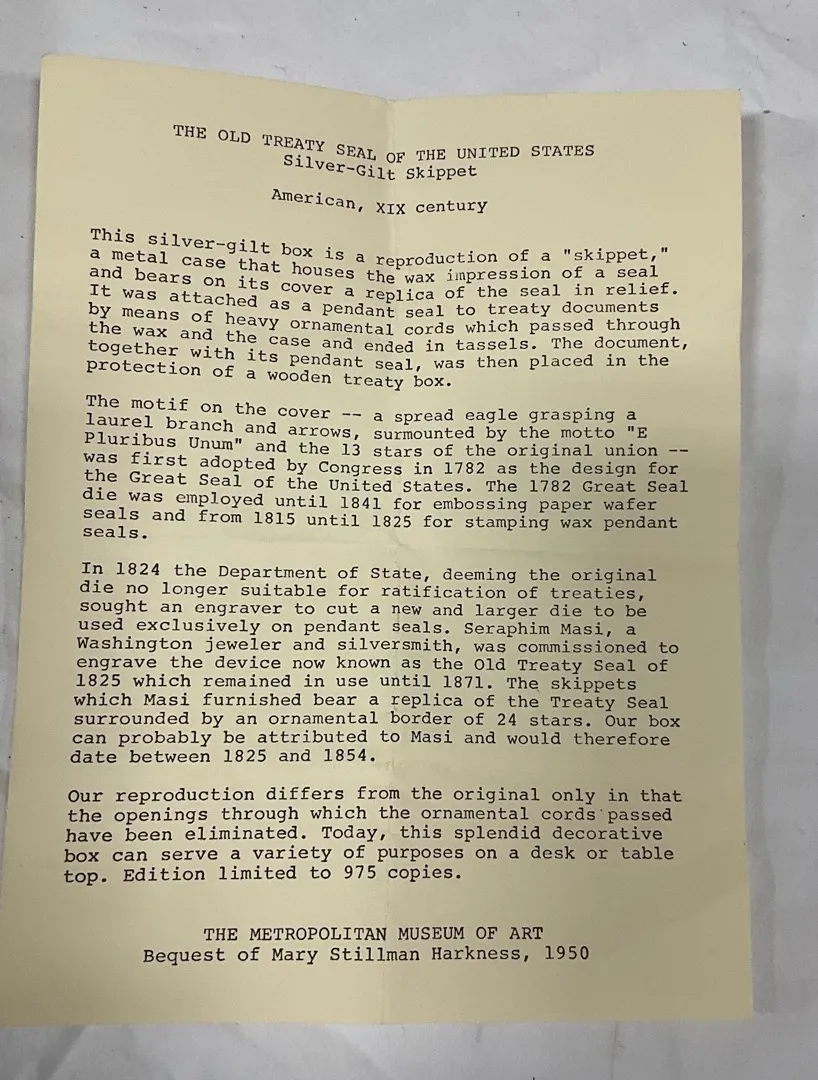 THE OLD TREATY SEAL OF THE UNITED STATES
Silver-Gilt Skippet
American, XIX century
This silver-gilt box is a reproduction of a "skippet,"
a metal case that houses the wax impression of a seal
and bears on its cover a replica of the seal in relief.
It was attached as a pendant seal to treaty documents
by means of heavy ornamental cords which passed through
the wax and the case and ended in tassels. The document,
together with its pendant seal, was then placed in the
protection of a wooden treaty box.
The motif on the cover -- a spread eagle grasping a
laurel branch and arrows, surmounted by the motto "E
Pluribus Unum" and the 13 stars of the original union --
was first adopted by Congress in 1782 as the design for
the Great Seal of the United States. The 1782 Great Seal
die was employed until 1841 for embossing paper wafer
seals and from 1815 until 1825 for stamping wax pendant
seals.
In 1824 the Department of State, deeming the original
die no longer suitable for ratification of treaties,
sought an engraver to cut a new and larger die to be
used exclusively on pendant seals. Seraphim Masi, a
Washington jeweler and silversmith, was commissioned to
engrave the device now known as the Old Treaty Seal of
1825 which remained in use until 1871. The skippets
which Masi furnished bear a replica of the Treaty Seal
surrounded by an ornamental border of 24 stars. Our box
can probably be attributed to Masi and would therefore
date between 1825 and 1854.
Our reproduction differs from the original only in that
the openings through which the ornamental cords passed
have been eliminated. Today, this splendid decorative
box can serve a variety of purposes on a desk or table
top. Edition limited to 975 copies.
THE METROPOLITAN MUSEUM OF ART
Bequest of Mary Stillman Harkness, 1950